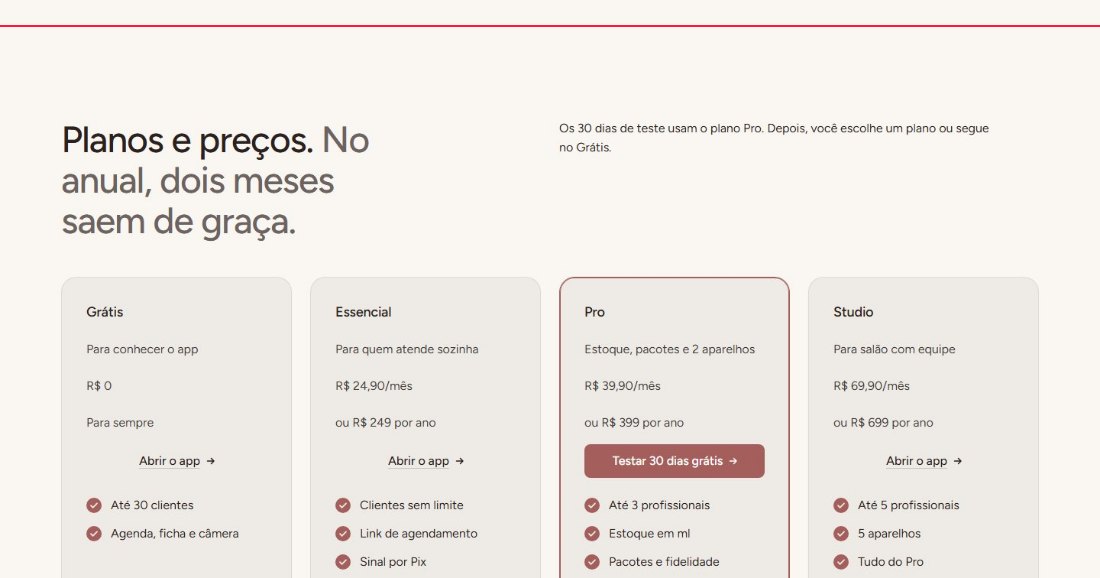 Planos e preços. No
anual, dois meses
saem de graça.
Os 30 dias de teste usam o plano Pro. Depois, você escolhe um plano ou segue
no Grátis.
Grátis
Para conhecer o app
R$ 0
Para sempre
Abrir o app →
Até 30 clientes
Agenda, ficha e câmera
Essencial
Para quem atende sozinha
R$ 24,90/mês
ou R$ 249 por ano
Abrir o app →
Clientes sem limite
Link de agendamento
Sinal por Pix
Pro
Estoque, pacotes e 2 aparelhos
R$ 39,90/mês
ou R$ 399 por ano
Testar 30 dias grátis →
Até 3 profissionais
Estoque em ml
Pacotes e fidelidade
Studio
Para salão com equipe
R$ 69,90/mês
ou R$ 699 por ano
Abrir o app →
Até 5 profissionais
5 aparelhos
Tudo do Pro